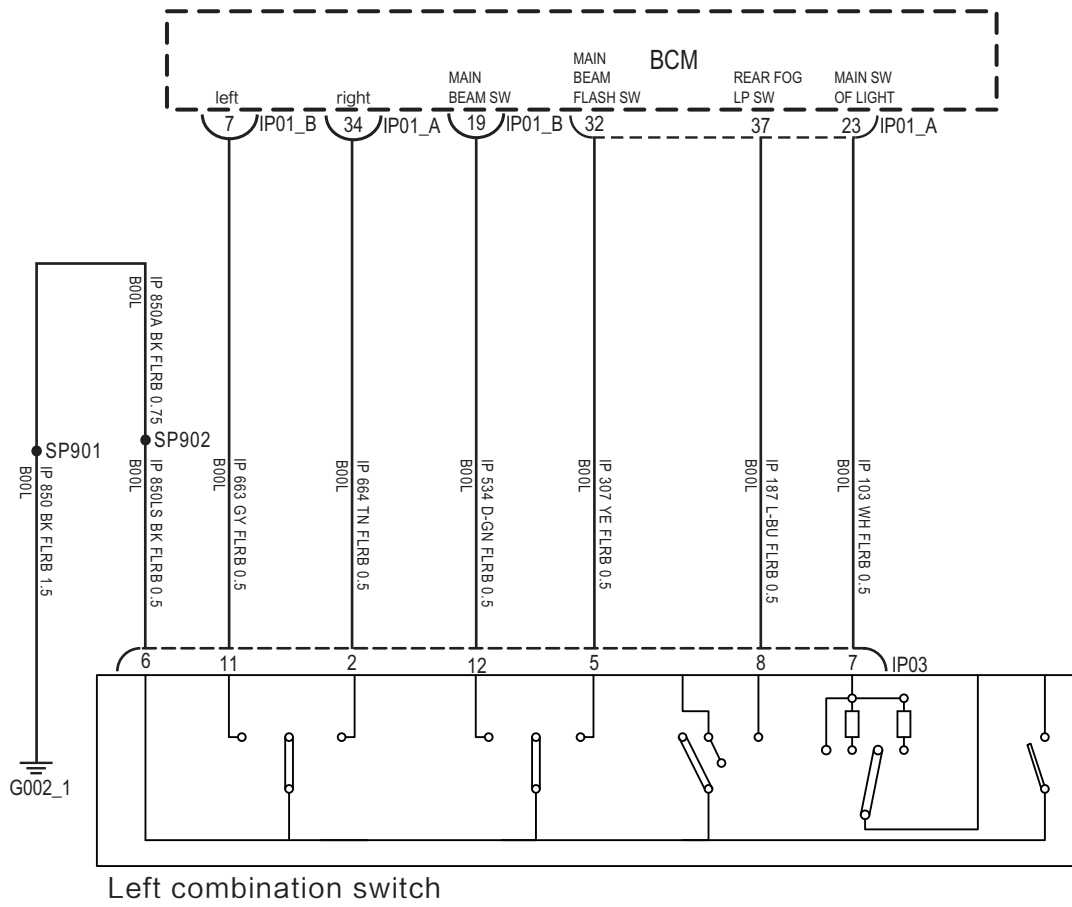 BCM
left
right
MAIN
BEAM SW
MAIN
BEAM
FLASH SW
REAR FOG
LP SW
MAIN SW
OF LIGHT
7 IP01_B
34 IP01_A
19 IP01_B
32
37
23 IP01_A
IP 850A BK FLRB 0.75
B00L
SP901
SP902
IP 850 BK FLRB 1.5
B00L
IP 850LS BK FLRB 0.5
B00L
IP 663 GY FLRB 0.5
B00L
IP 664 TN FLRB 0.5
B00L
IP 534 D-GN FLRB 0.5
B00L
IP 307 YE FLRB 0.5
B00L
IP 187 L-BU FLRB 0.5
B00L
IP 103 WH FLRB 0.5
B00L
6 11 2 12 5 8 7 IP03
G002_1
Left combination switch